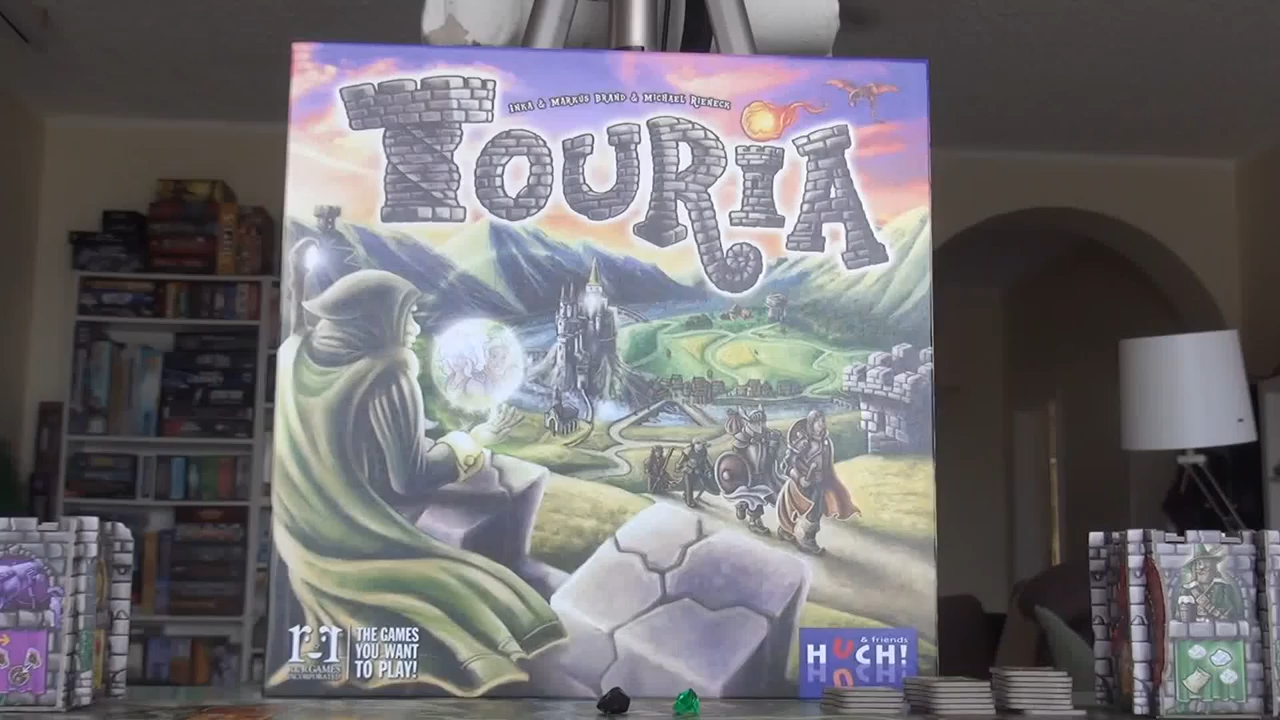 INKA & MARKUS BRAND & MICHAEL RIENECK
TOURIA
R&R GAMES
INCORPORATED
THE GAMES
YOU WANT
TO PLAY!
& friends
HUCH!